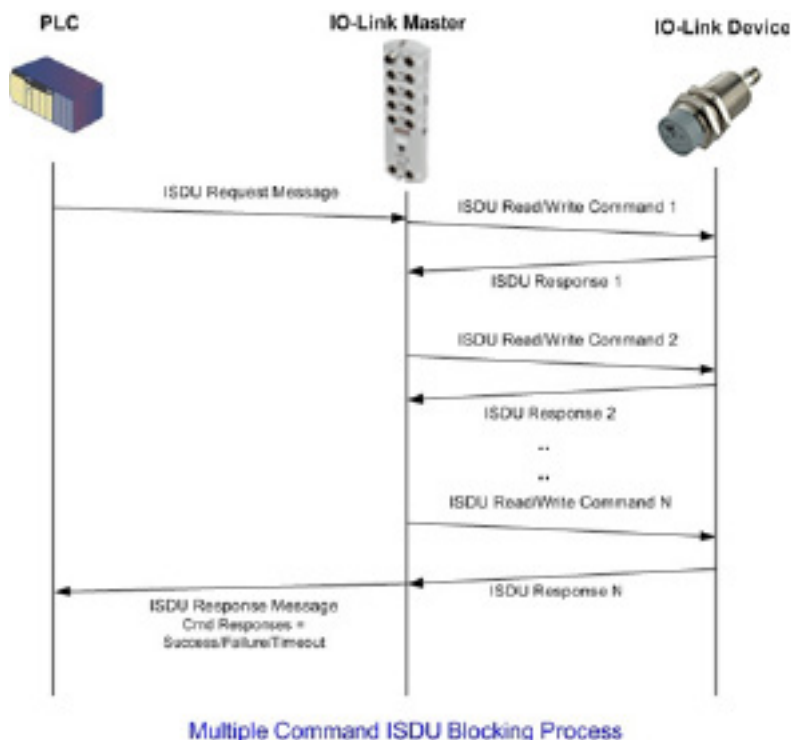 PLC
IO-Link Master
IO-Link Device
ISDU Request Message
ISDU Read/Write Command 1
ISDU Response 1
ISDU Read/Write Command 2
ISDU Response 2
..
..
ISDU Read/Write Command N
ISDU Response N
ISDU Response Message
Cmd Responses =
Success/Failure/Timeout
Multiple Command ISDU Blocking Process